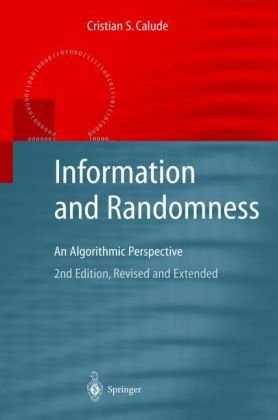 Cristian S. Calude
Information
and Randomness
An Algorithmic Perspective
2nd Edition, Revised and Extended
Springer